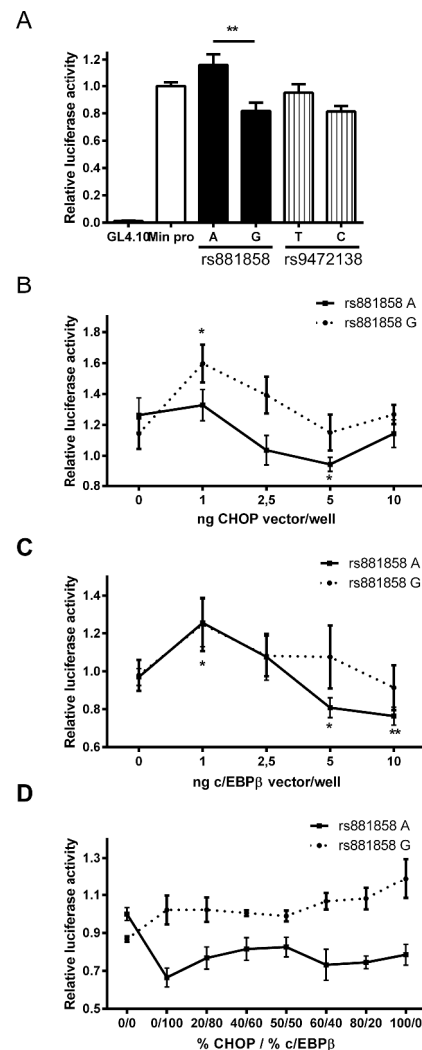 A
**
Relative luciferase activity
1.2
1.0
0.8
0.6
0.4
0.2
0.0
GL4.10 Min pro A G T C
rs881858 rs9472138
B
rs881858 A
rs881858 G
Relative luciferase activity
1.8
1.6
1.4
1.2
1.0
0.8
*
*
0 1 2,5 5 10
ng CHOP vector/well
C
rs881858 A
rs881858 G
Relative luciferase activity
1.4
1.2
1.0
0.8
0.6
*
*
**
0 1 2,5 5 10
ng c/EBPβ vector/well
D
rs881858 A
rs881858 G
Relative luciferase activity
1.3
1.1
0.9
0.7
0.5
0/0 0/100 20/80 40/60 50/50 60/40 80/20 100/0
% CHOP / % c/EBPβ